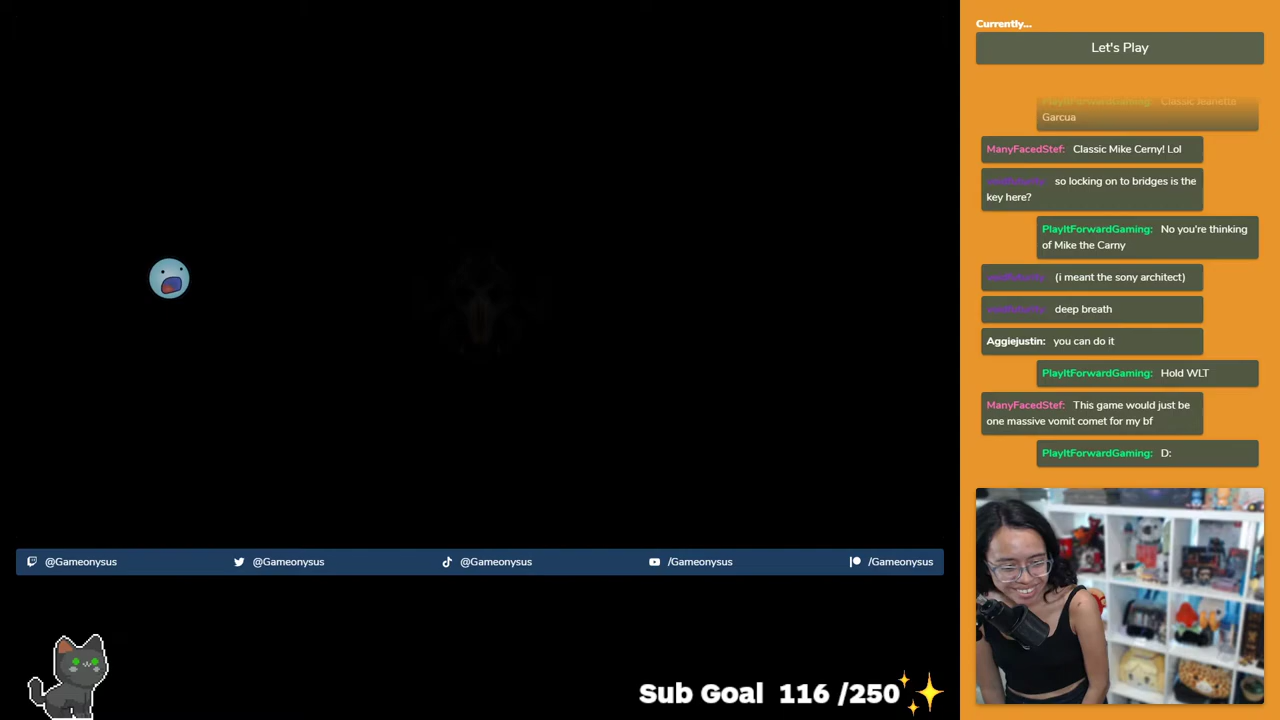 Currently...
Let's Play
PlayItForwardGaming: Classic Jeanette
Garcua
ManyFacedStef: Classic Mike Cerny! Lol
so locking on to bridges is the
key here?
PlayItForwardGaming: No you're thinking
of Mike the Carny
(i meant the sony architect)
deep breath
Aggiejustin: you can do it
PlayItForwardGaming: Hold WLT
ManyFacedStef: This game would just be
one massive vomit comet for my bf
PlayItForwardGaming: D:
@Gameonysus @Gameonysus @Gameonysus /Gameonysus /Gameonysus
Sub Goal 116 /250